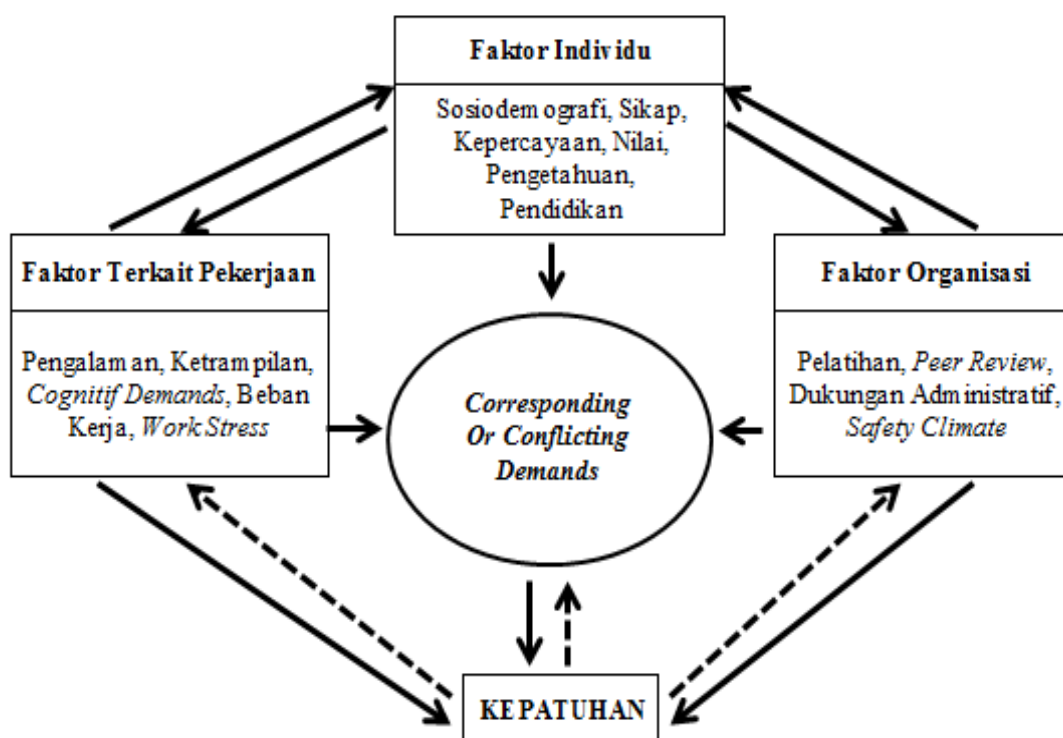 Faktor Individu
Sosiodemografi, Sikap,
Kepercayaan, Nilai,
Pengetahuan,
Pendidikan
Faktor Terkait Pekerjaan
Pengalaman, Ketrampilan,
Cognitif Demands, Beban
Kerja, Work Stress
Corresponding
Or Conflicting
Demands
Faktor Organisasi
Pelatihan, Peer Review,
Dukungan Administratif,
Safety Climate
KEPATUHAN